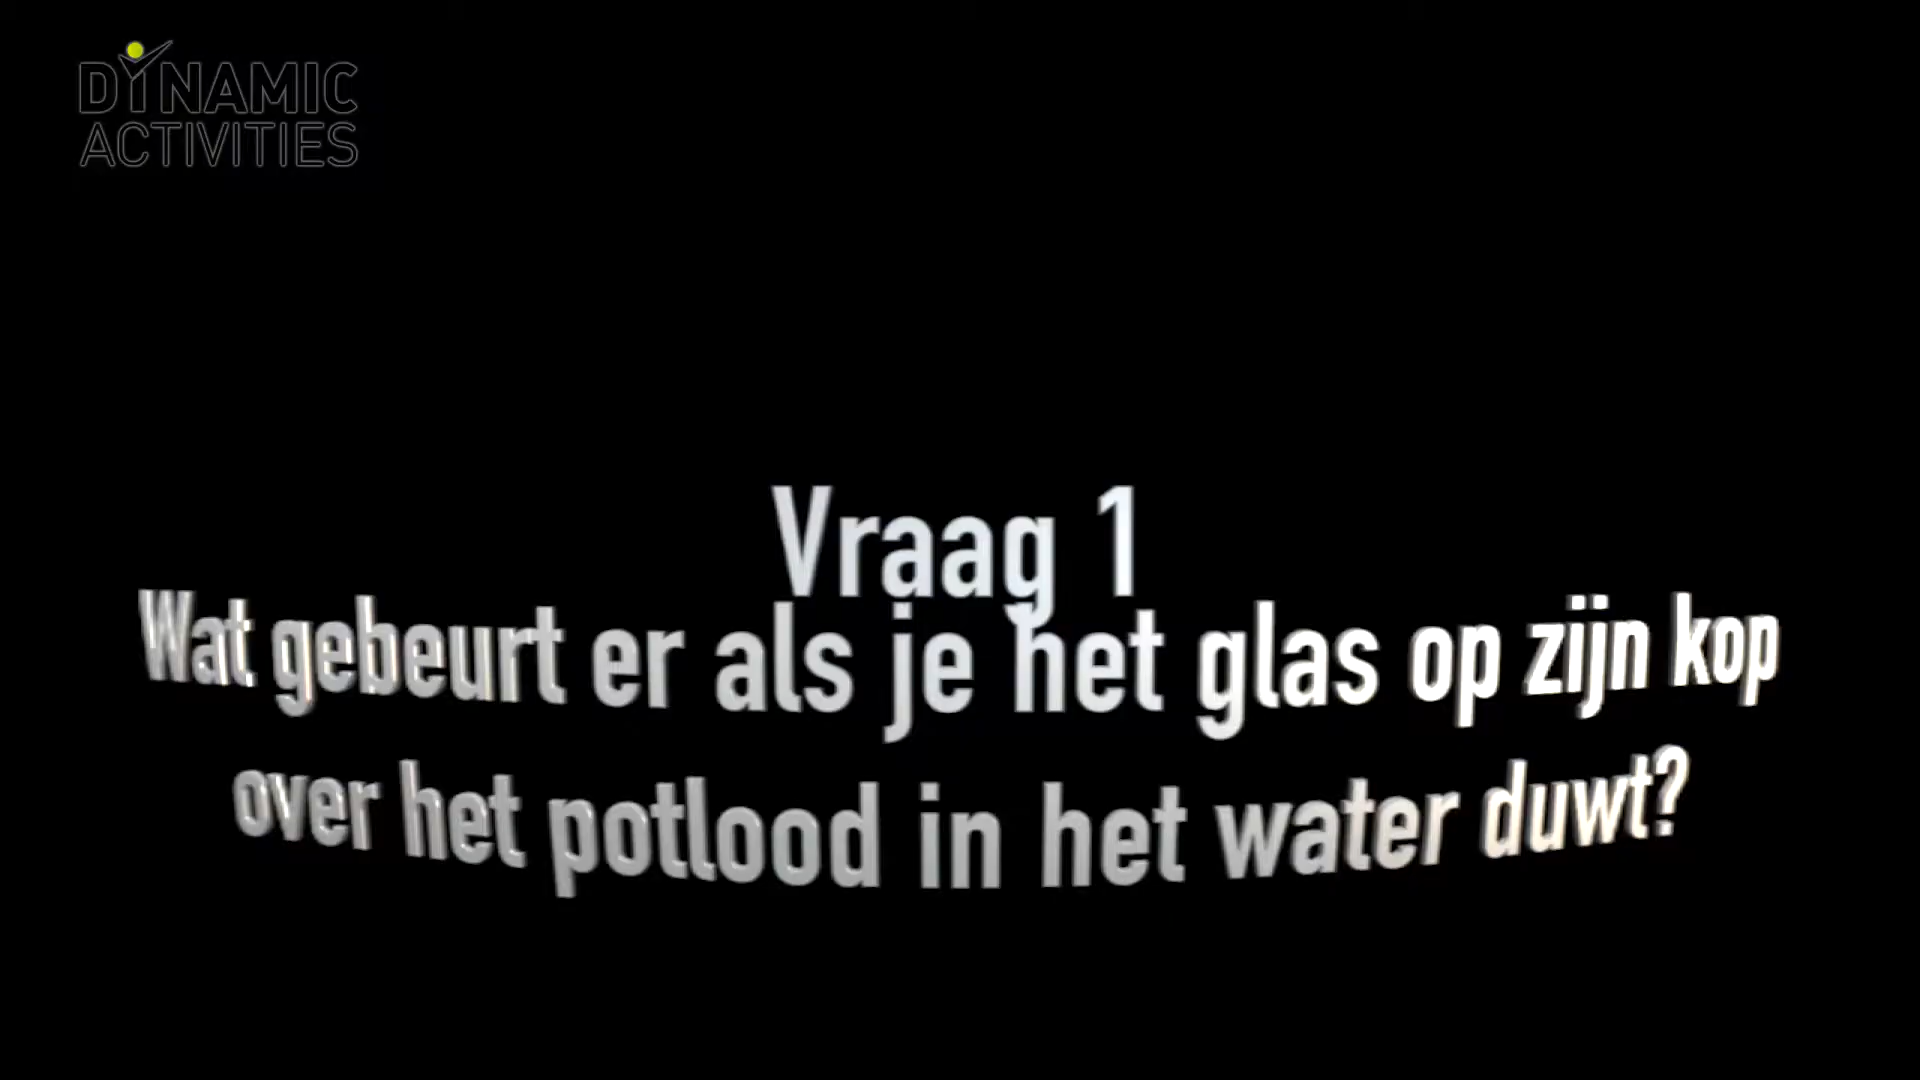 DYNAMIC
ACTIVITIES
Vraag 1
Wat gebeurt er als je het glas op zijn kop
over het potlood in het water duwt?